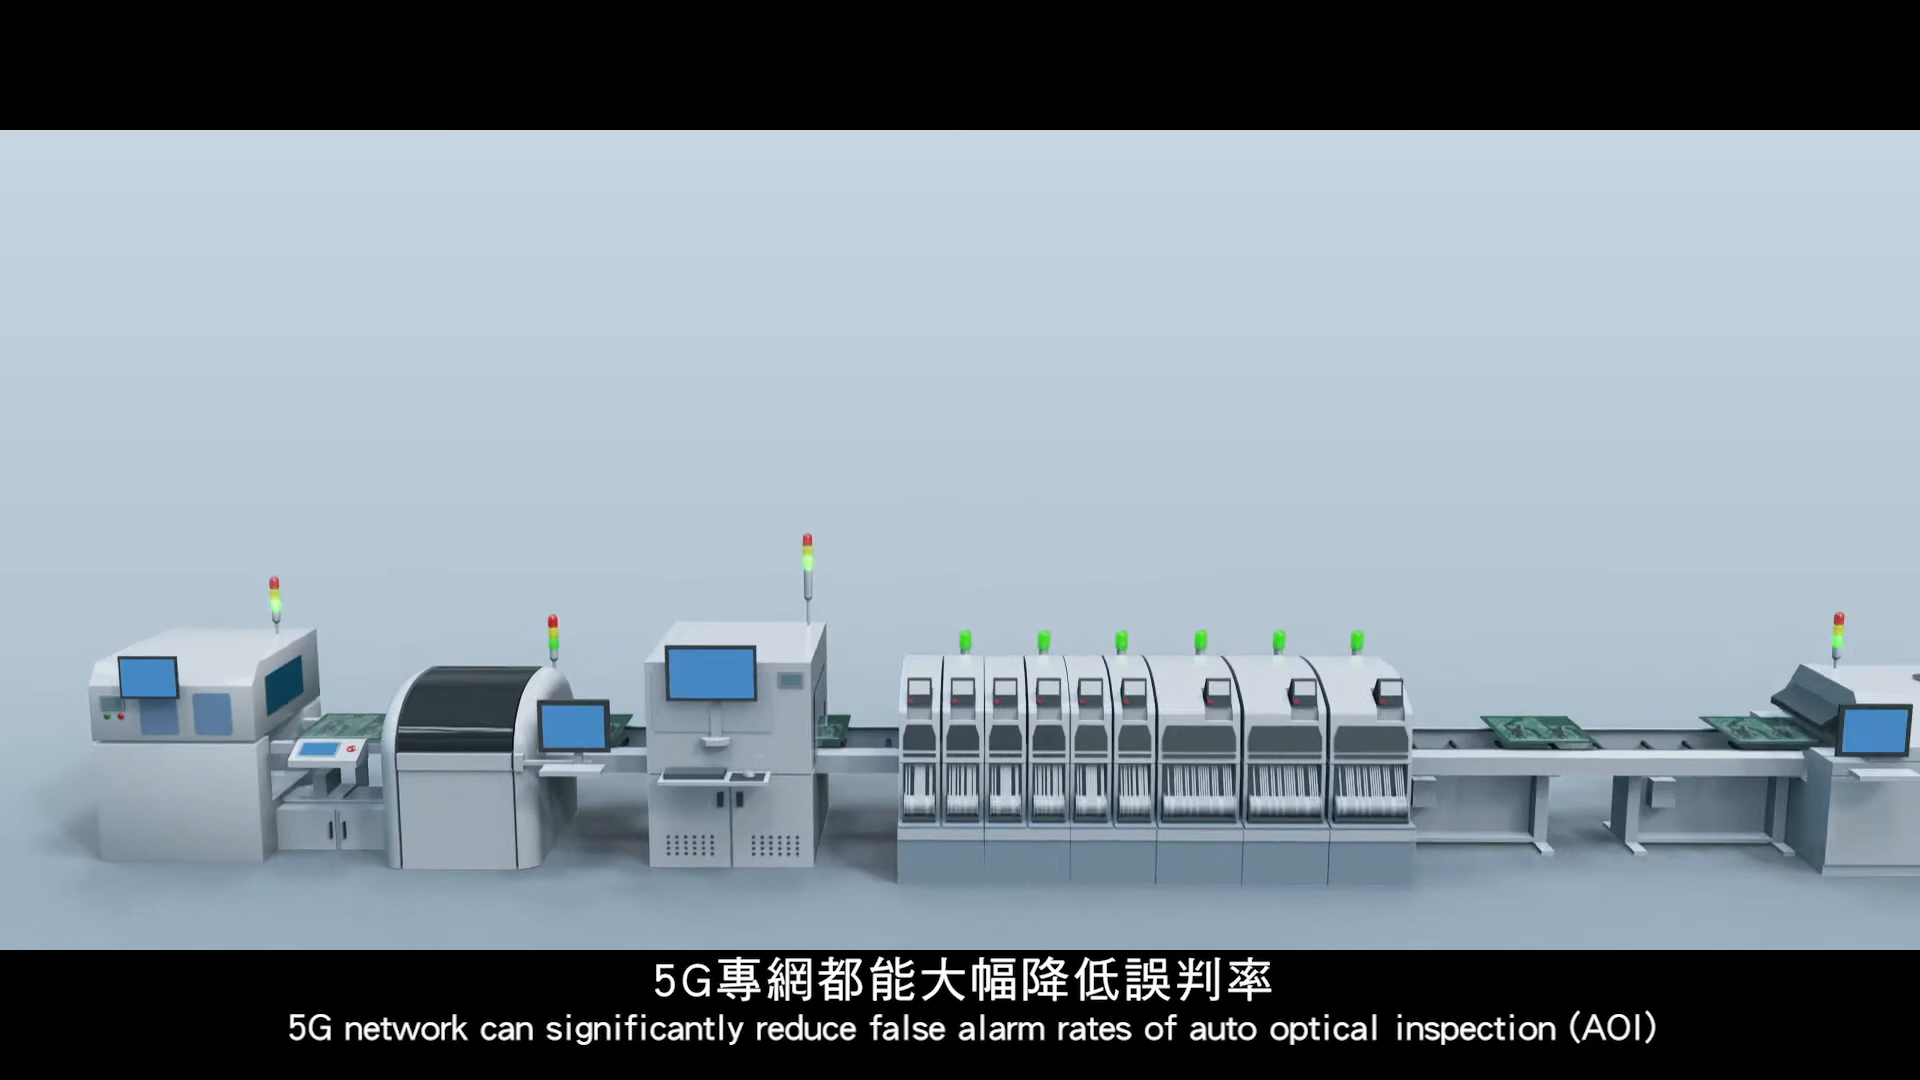 5G專網都能大幅降低誤判率
5G network can significantly reduce false alarm rates of auto optical inspection (AOI)